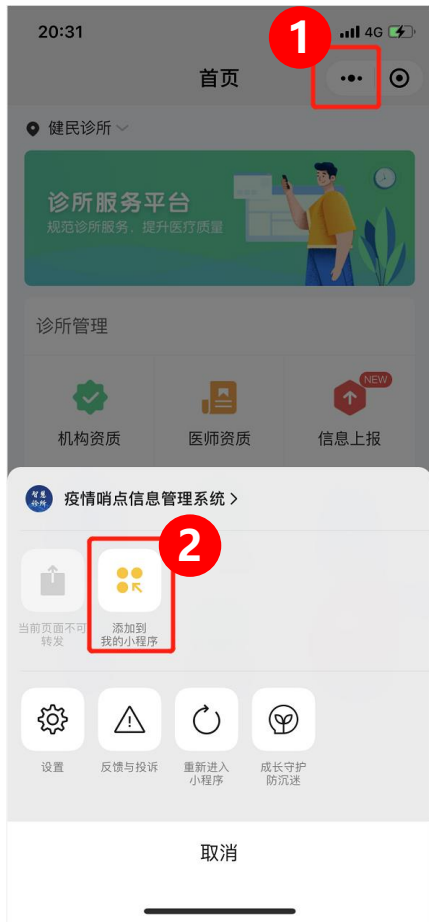 20:31
1
4G
首页
健民诊所
诊所服务平台
规范诊所服务，提升医疗质量
诊所管理
NEW
机构资质
医师资质
信息上报
智慧
诊所
疫情哨点信息管理系统
2
当前页面不可
转发
添加到
我的小程序
设置
反馈与投诉
重新进入
小程序
成长守护
防沉迷
取消